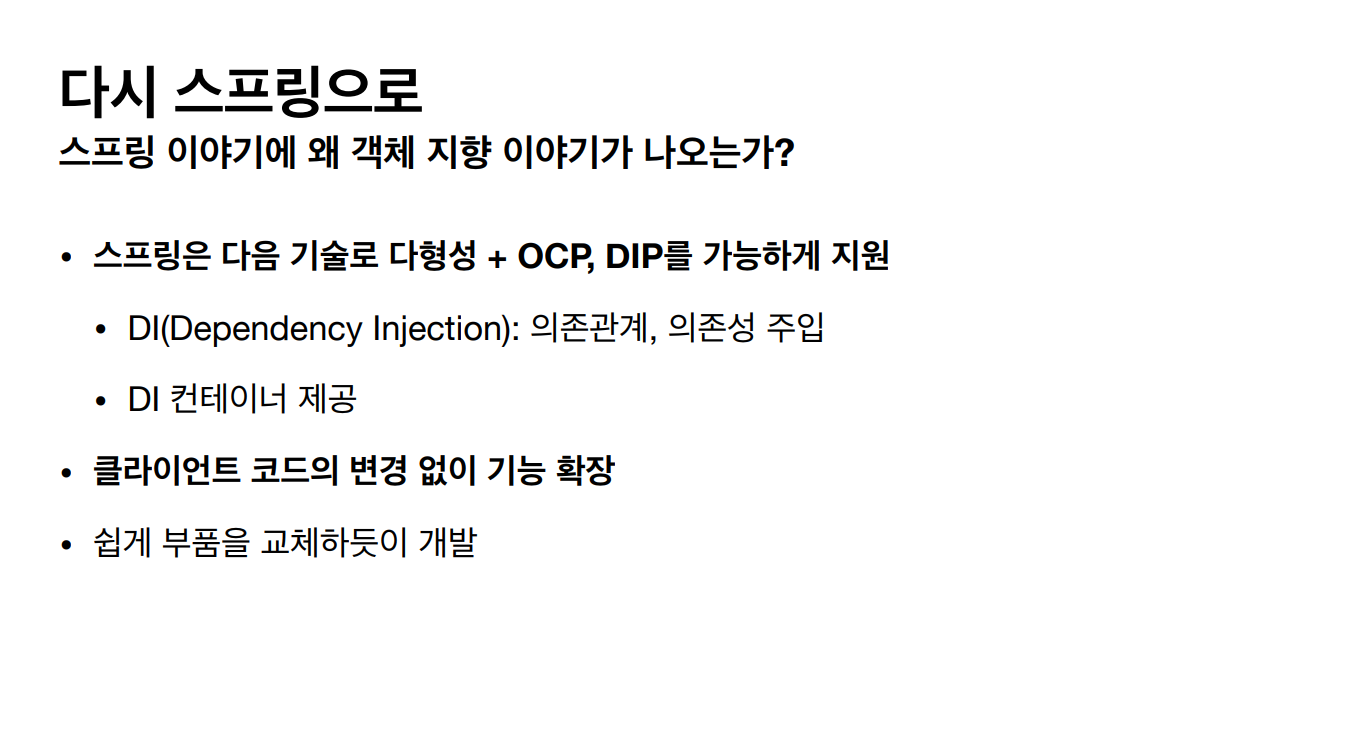 다시 스프링으로
스프링 이야기에 왜 객체 지향 이야기가 나오는가?
• 스프링은 다음 기술로 다형성 + OCP, DIP를 가능하게 지원
• DI(Dependency Injection): 의존관계, 의존성 주입
• DI 컨테이너 제공
• 클라이언트 코드의 변경 없이 기능 확장
• 쉽게 부품을 교체하듯이 개발